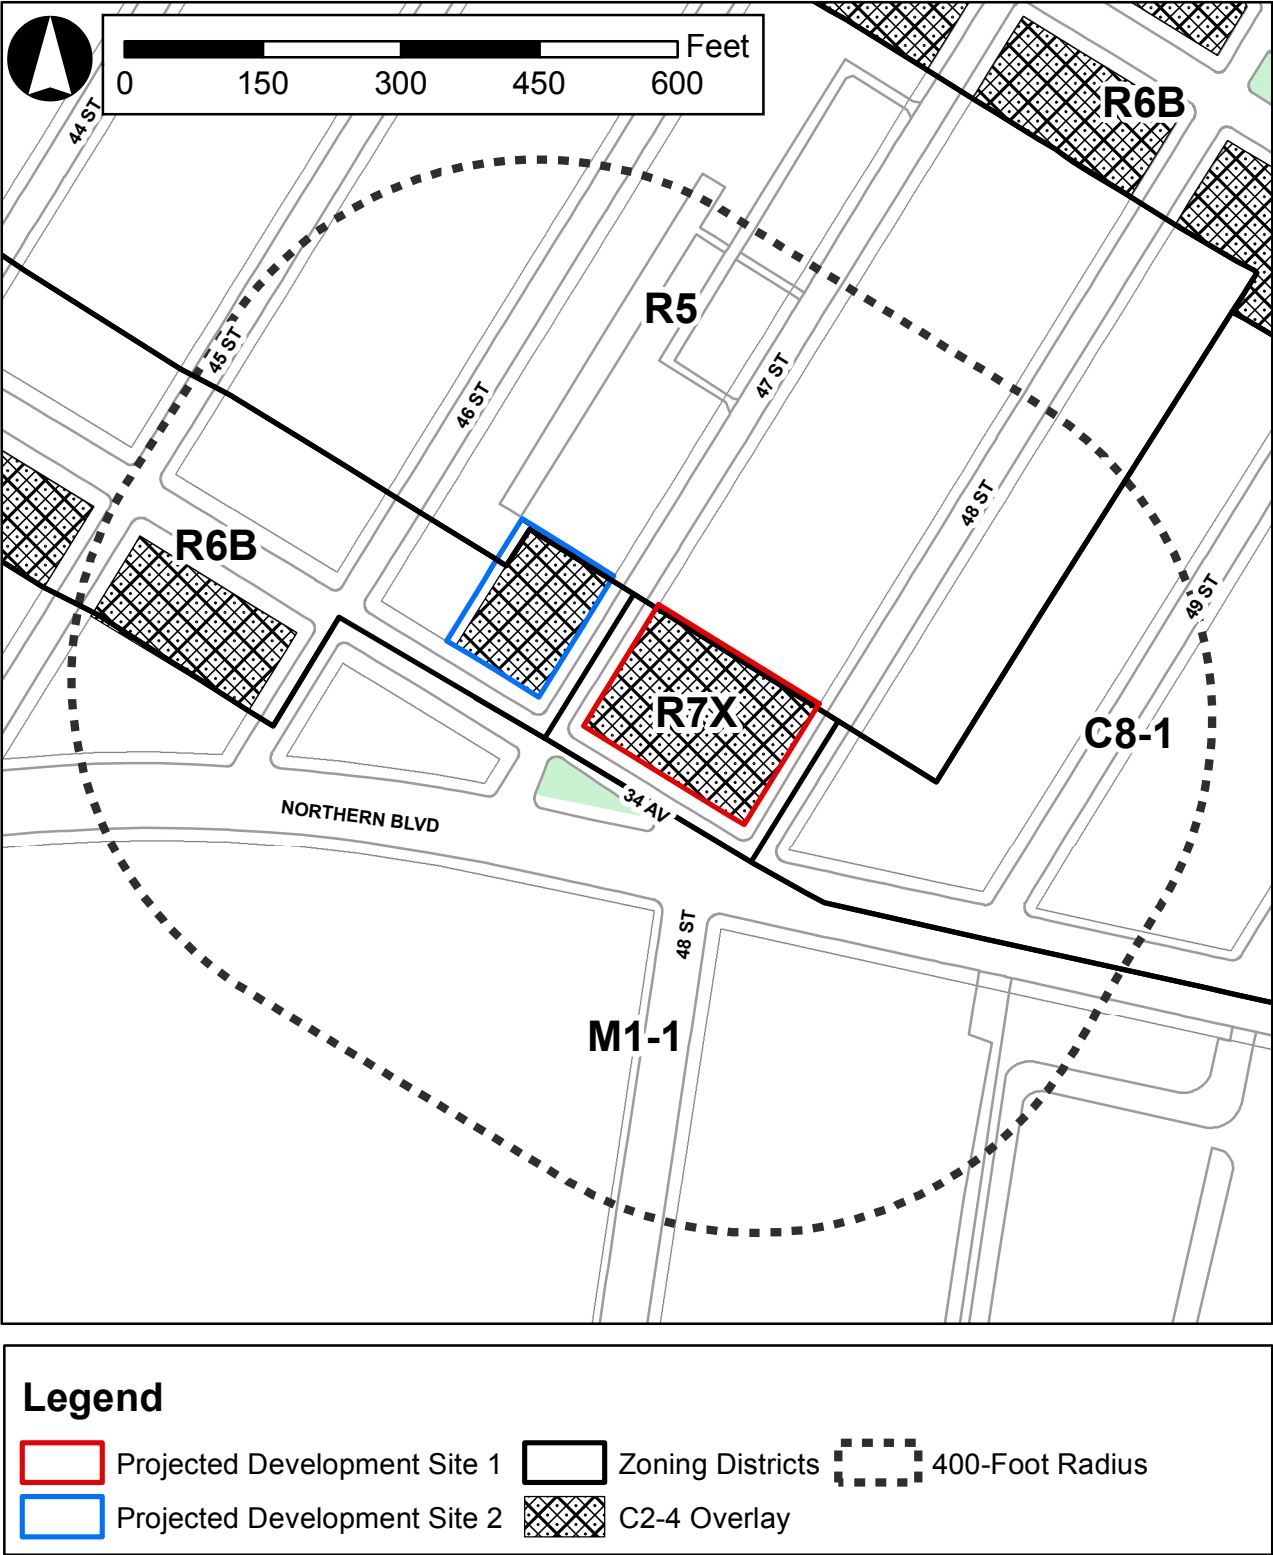 Feet
0 150 300 450 600
44 ST
R6B
R5
45 ST
47 ST
46 ST
48 ST
R6B
49 ST
R7X
C8-1
34 AV
NORTHERN BLVD
48 ST
M1-1
Legend
Projected Development Site 1
Zoning Districts
400-Foot Radius
Projected Development Site 2
C2-4 Overlay